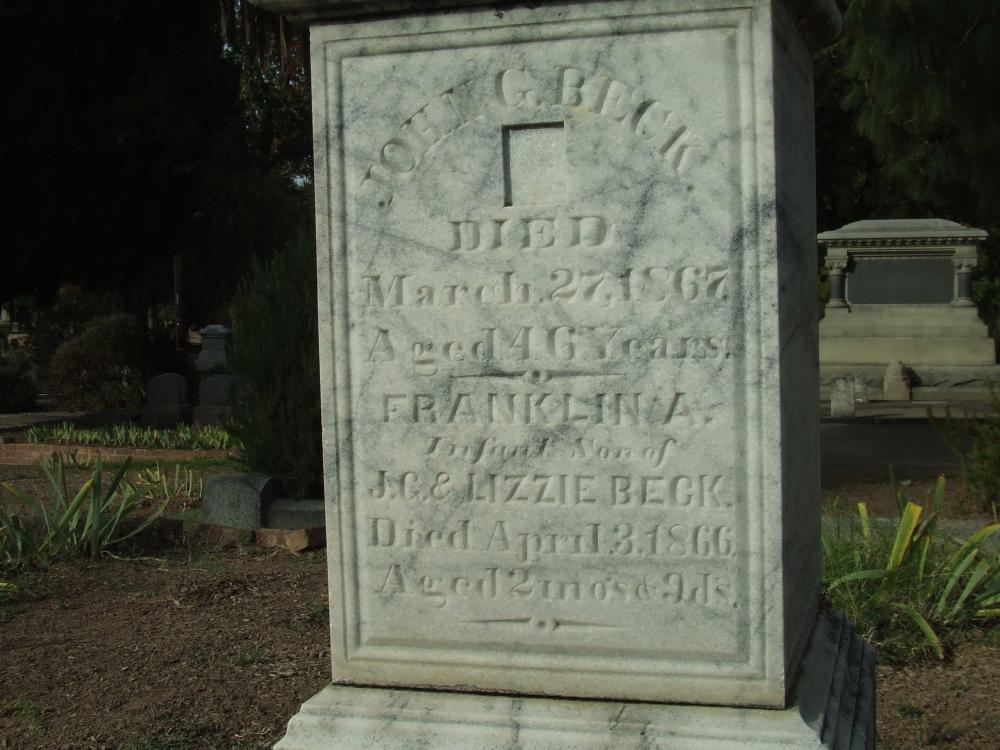 JOHN G. BECK.
DIED
March. 27, 1867.
Aged 46 Years.
FRANKLIN A.
Infant Son of
J.G. & LIZZIE BECK.
Died April. 3. 1866.
Aged 2 mo's & 9 ds.